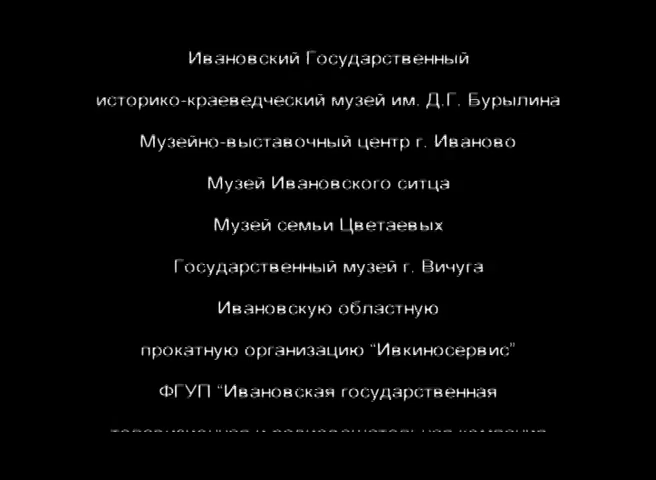 Ивановский Государственный
историко-краеведческий музей им. Д.Г. Бурылина
Музейно-выставочный центр г. Иваново
Музей Ивановского ситца
Музей семьи Цветаевых
Государственный музей г. Вичуга
Ивановскую областную
прокатную организацию “Ивкиносервис”
ФГУП “Ивановская государственная